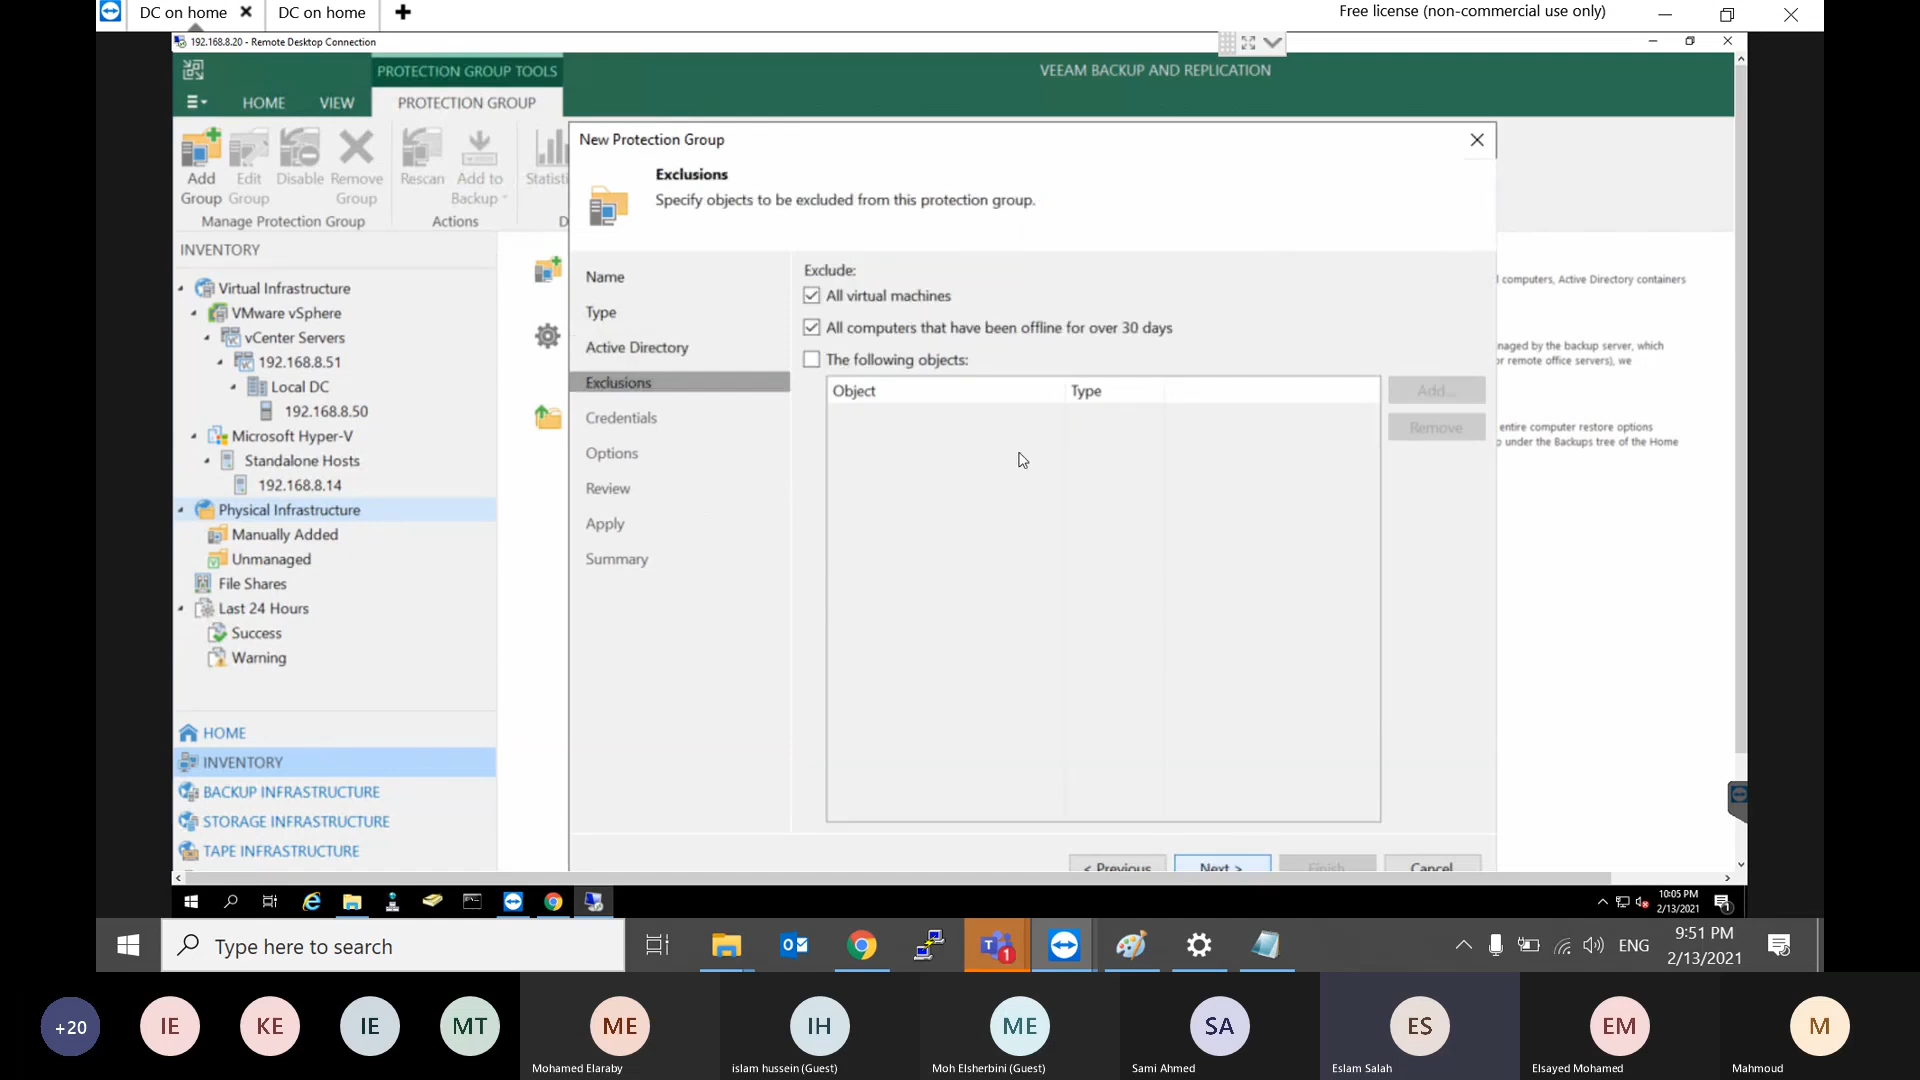 DC on home
DC on home
Free license (non-commercial use only)
192.168.8.20 - Remote Desktop Connection
PROTECTION GROUP TOOLS
VEEAM BACKUP AND REPLICATION
HOME
VIEW
PROTECTION GROUP
Add Group
Edit Group
Disable
Remove Group
Rescan
Add to Backup
Statisti
Manage Protection Group
Actions
D
INVENTORY
Virtual Infrastructure
VMware vSphere
vCenter Servers
192.168.8.51
Local DC
192.168.8.50
Microsoft Hyper-V
Standalone Hosts
192.168.8.14
Physical Infrastructure
Manually Added
Unmanaged
File Shares
Last 24 Hours
Success
Warning
HOME
INVENTORY
BACKUP INFRASTRUCTURE
STORAGE INFRASTRUCTURE
TAPE INFRASTRUCTURE
New Protection Group
Exclusions
Specify objects to be excluded from this protection group.
Name
Type
Active Directory
Exclusions
Credentials
Options
Review
Apply
Summary
Exclude:
All virtual machines
All computers that have been offline for over 30 days
The following objects:
Object
Type
Add...
Remove
< Previous
Next >
Finish
Cancel
computers, Active Directory containers
naged by the backup server, which
or remote office servers), we
entire computer restore options
under the Backups tree of the Home
10:05 PM
2/13/2021
1
Type here to search
1
ENG
9:51 PM
2/13/2021
+20
IE
KE
IE
MT
ME
IH
ME
SA
ES
EM
M
Mohamed Elaraby
islam hussein (Guest)
Moh Elsherbini (Guest)
Sami Ahmed
Eslam Salah
Elsayed Mohamed
Mahmoud